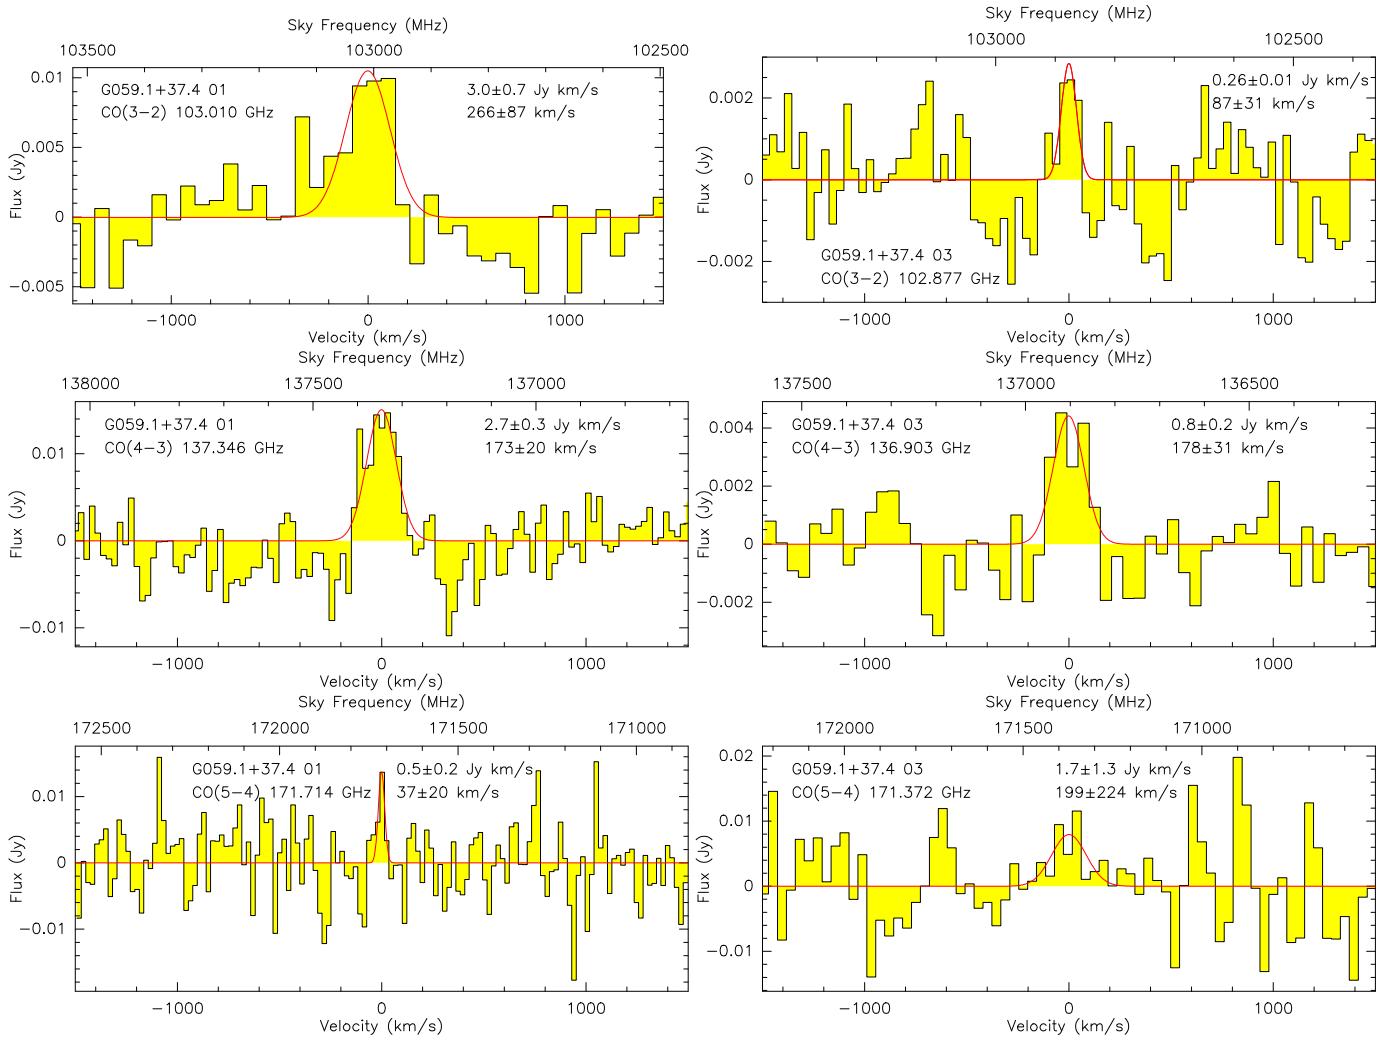 Sky Frequency (MHz)
103500 103000 102500
G059.1+37.4 01 3.0±0.7 Jy km/s
CO(3−2) 103.010 GHz 266±87 km/s
0.01
0.005
0
−0.005
Flux (Jy)
−1000 0 1000
Velocity (km/s)
Sky Frequency (MHz)
103000 102500
0.26±0.01 Jy km/s
87±31 km/s
0.002
0
−0.002
Flux (Jy)
G059.1+37.4 03
CO(3−2) 102.877 GHz
−1000 0 1000
Velocity (km/s)
Sky Frequency (MHz)
138000 137500 137000
G059.1+37.4 01 2.7±0.3 Jy km/s
CO(4−3) 137.346 GHz 173±20 km/s
0.01
0
−0.01
Flux (Jy)
−1000 0 1000
Velocity (km/s)
Sky Frequency (MHz)
137500 137000 136500
G059.1+37.4 03 0.8±0.2 Jy km/s
CO(4−3) 136.903 GHz 178±31 km/s
0.004
0.002
0
−0.002
Flux (Jy)
−1000 0 1000
Velocity (km/s)
Sky Frequency (MHz)
172500 172000 171500 171000
G059.1+37.4 01 0.5±0.2 Jy km/s
CO(5−4) 171.714 GHz 37±20 km/s
0.01
0
−0.01
Flux (Jy)
−1000 0 1000
Velocity (km/s)
Sky Frequency (MHz)
172000 171500 171000
G059.1+37.4 03 1.7±1.3 Jy km/s
CO(5−4) 171.372 GHz 199±224 km/s
0.02
0.01
0
−0.01
Flux (Jy)
−1000 0 1000
Velocity (km/s)